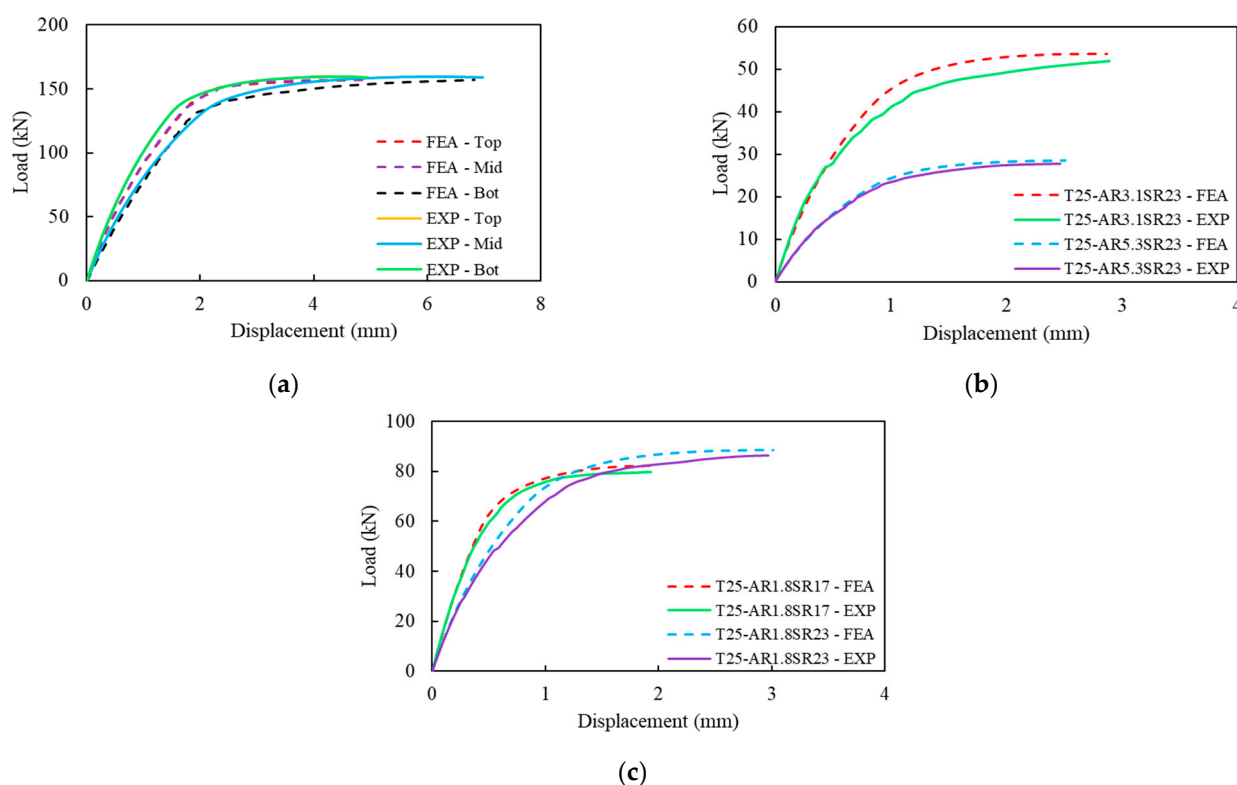 200
150
100
50
0
Load (kN)
0 2 4 6 8
Displacement (mm)
FEA - Top
FEA - Mid
FEA - Bot
EXP - Top
EXP - Mid
EXP - Bot
(a)
60
50
40
30
20
10
0
Load (kN)
0 1 2 3 4
Displacement (mm)
T25-AR3.1SR23 - FEA
T25-AR3.1SR23 - EXP
T25-AR5.3SR23 - FEA
T25-AR5.3SR23 - EXP
(b)
100
80
60
40
20
0
Load (kN)
0 1 2 3 4
Displacement (mm)
T25-AR1.8SR17 - FEA
T25-AR1.8SR17 - EXP
T25-AR1.8SR23 - FEA
T25-AR1.8SR23 - EXP
(c)